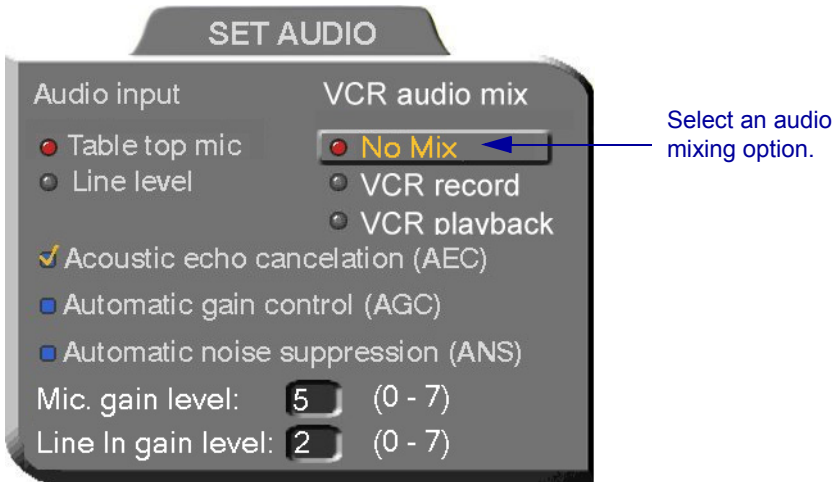 SET AUDIO
Audio input
VCR audio mix
Table top mic
No Mix
Select an audio
mixing option.
Line level
VCR record
VCR playback
Acoustic echo cancelation (AEC)
Automatic gain control (AGC)
Automatic noise suppression (ANS)
Mic. gain level: 5 (0 - 7)
Line In gain level: 2 (0 - 7)